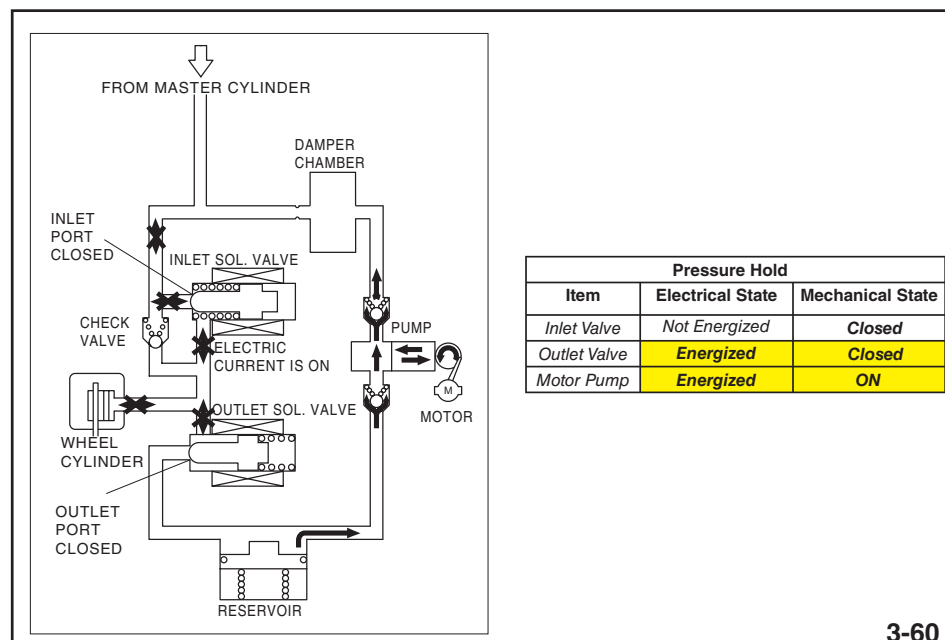 FROM MASTER CYLINDER
DAMPER
CHAMBER
INLET
PORT
CLOSED
INLET SOL. VALVE
CHECK
VALVE
PUMP
ELECTRIC
CURRENT IS ON
M
MOTOR
OUTLET SOL. VALVE
WHEEL
CYLINDER
OUTLET
PORT
CLOSED
RESERVOIR
Pressure Hold
Item Electrical State Mechanical State
Inlet Valve Not Energized Closed
Outlet Valve Energized Closed
Motor Pump Energized ON
3-60